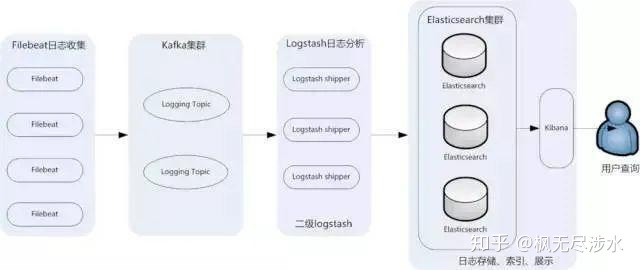 Filebeat日志收集
Filebeat
Filebeat
Filebeat
Filebeat
Kafka集群
Logging Topic
Logging Topic
Logstash日志分析
Logstash shipper
Logstash shipper
Logstash shipper
二级logstash
Elasticsearch集群
Elasticsearch
Elasticsearch
Elasticsearch
日志存储、索引、展示
Kibana
用户查询
知乎 @枫无尽涉水